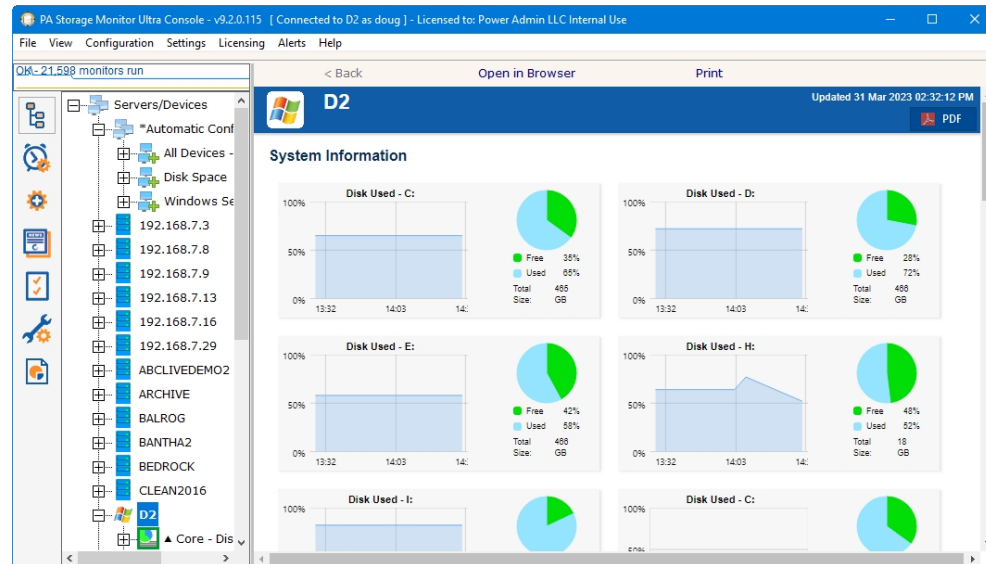 PA Storage Monitor Ultra Console - v9.2.0.115 [ Connected to D2 as doug ] - Licensed to: Power Admin LLC Internal Use
File View Configuration Settings Licensing Alerts Help
OK - 21,598 monitors run
< Back Open in Browser Print
Servers/Devices
*Automatic Conf
All Devices -
Disk Space
Windows Se
192.168.7.3
192.168.7.8
192.168.7.9
192.168.7.13
192.168.7.16
192.168.7.29
ABCLIVEDEMO2
ARCHIVE
BALROG
BANTHA2
BEDROCK
CLEAN2016
D2
▲ Core - Dis
NEWS
D2
Updated 31 Mar 2023 02:32:12 PM
PDF
System Information
Disk Used - C:
100%
50%
0%
13:32 14:03 14:
Free 35%
Used 65%
Total 466
Size: GB
Disk Used - D:
100%
50%
0%
13:32 14:03 14:
Free 28%
Used 72%
Total 466
Size: GB
Disk Used - E:
100%
50%
0%
13:32 14:03 14:
Free 42%
Used 58%
Total 466
Size: GB
Disk Used - H:
100%
50%
0%
13:32 14:03 14:
Free 48%
Used 52%
Total 18
Size: GB
Disk Used - I:
100%
Disk Used - C:
100%
50%